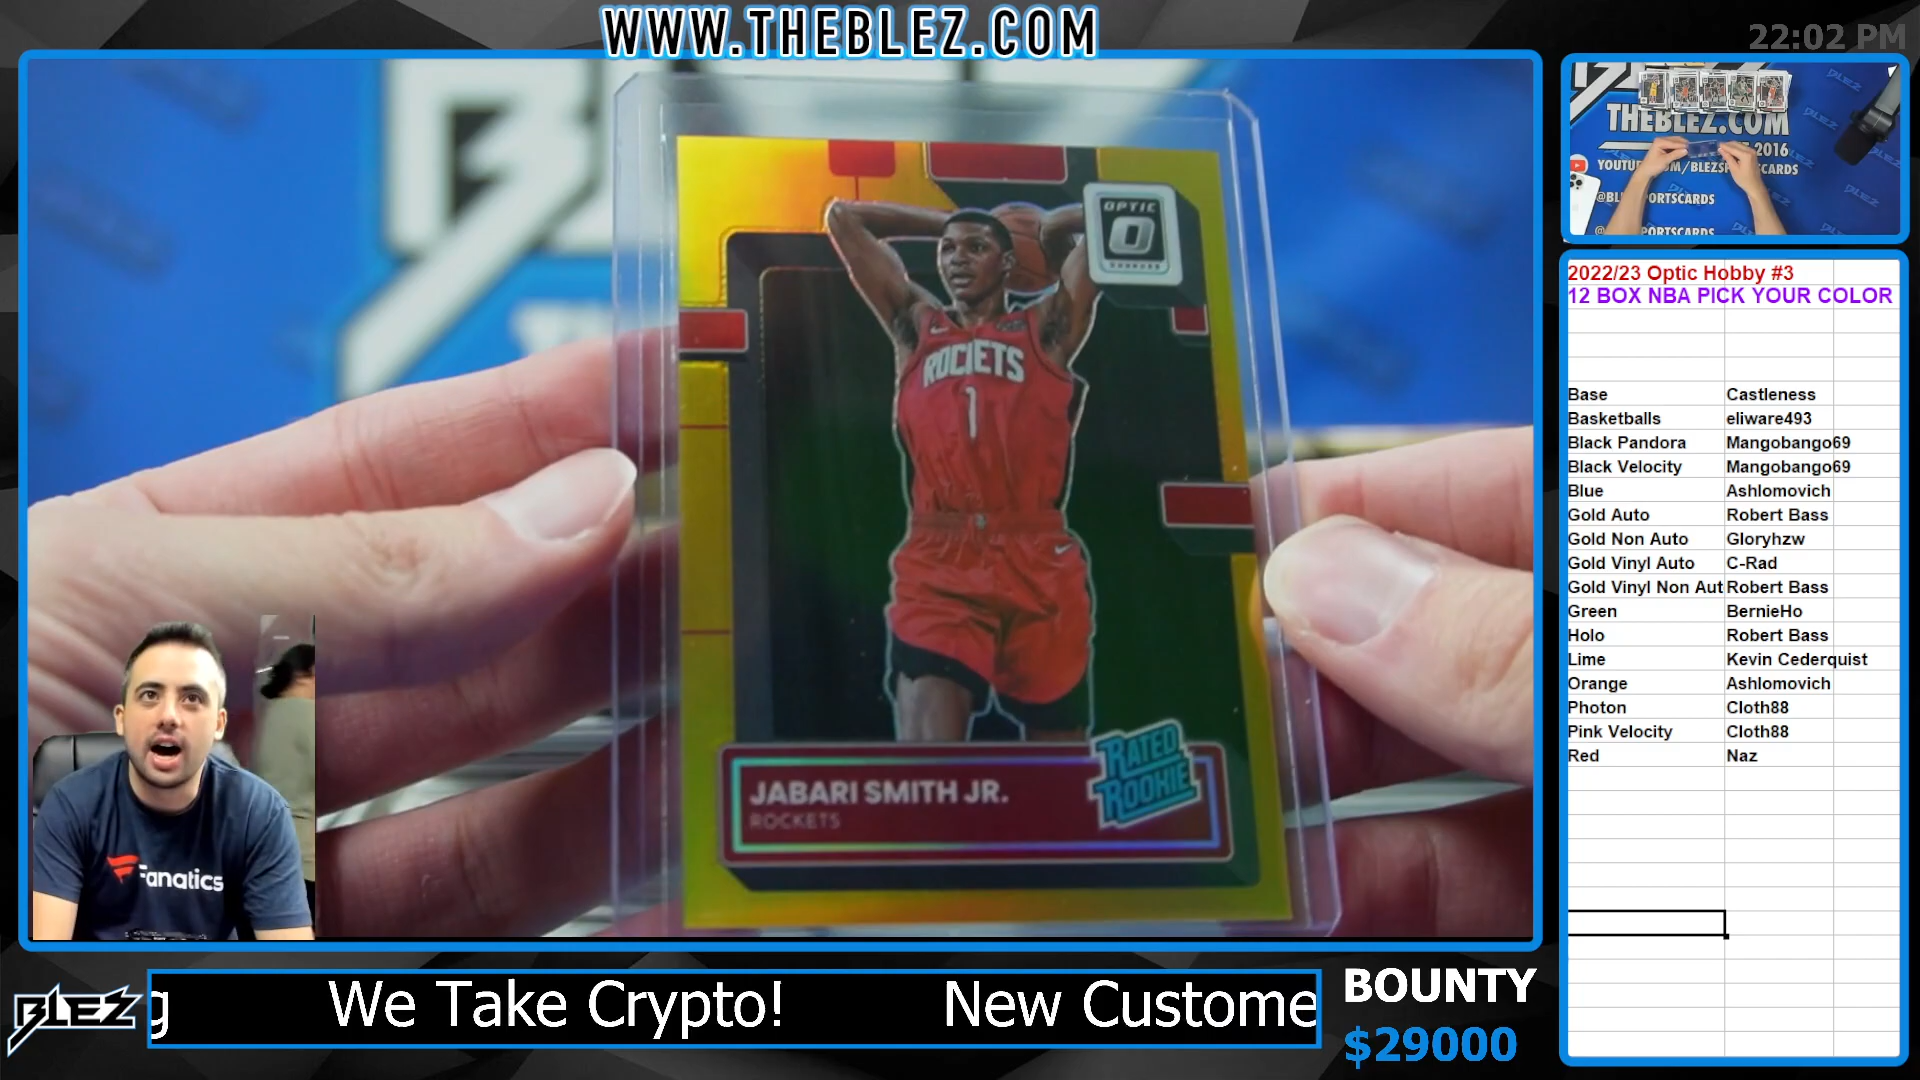 WWW.THEBLEZ.COM
22:02 PM
OPTIC
O
DONRUSS
ROCKETS
1
JABARI SMITH JR.
ROCKETS
RATED
ROOKIE
Fanatics
THEBLEZ.COM
2016
@BL
PORTSCARDS
2022/23 Optic Hobby #3
12 BOX NBA PICK YOUR COLOR
Base Castleness
Basketballs eliware493
Black Pandora Mangobango69
Black Velocity Mangobango69
Blue Ashlomovich
Gold Auto Robert Bass
Gold Non Auto Gloryhzw
Gold Vinyl Auto C-Rad
Gold Vinyl Non Aut Robert Bass
Green BernieHo
Holo Robert Bass
Lime Kevin Cederquist
Orange Ashlomovich
Photon Cloth88
Pink Velocity Cloth88
Red Naz
BLEZ
g We Take Crypto! New Custome
BOUNTY
$29000